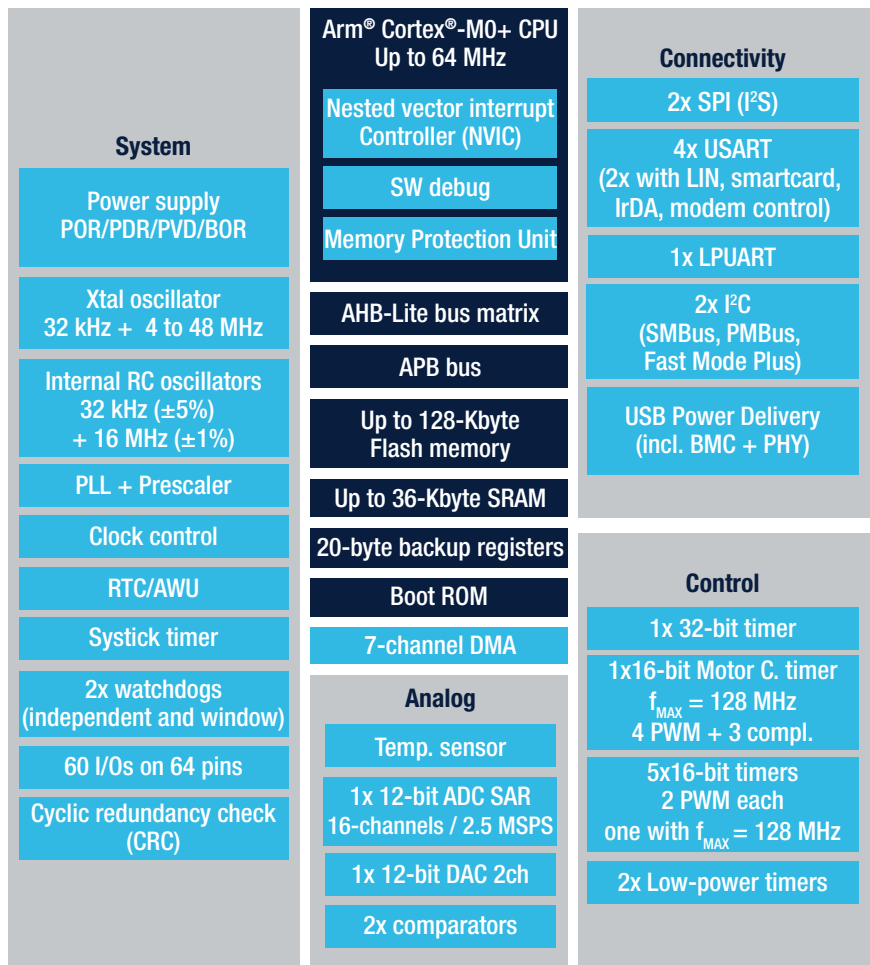 System
Power supply
POR/PDR/PVD/BOR
Xtal oscillator
32 kHz + 4 to 48 MHz
Internal RC oscillators
32 kHz (±5%)
+ 16 MHz (±1%)
PLL + Prescaler
Clock control
RTC/AWU
Systick timer
2x watchdogs
(independent and window)
60 I/Os on 64 pins
Cyclic redundancy check
(CRC)
Arm® Cortex®-M0+ CPU
Up to 64 MHz
Nested vector interrupt
Controller (NVIC)
SW debug
Memory Protection Unit
AHB-Lite bus matrix
APB bus
Up to 128-Kbyte
Flash memory
Up to 36-Kbyte SRAM
20-byte backup registers
Boot ROM
7-channel DMA
Analog
Temp. sensor
1x 12-bit ADC SAR
16-channels / 2.5 MSPS
1x 12-bit DAC 2ch
2x comparators
Connectivity
2x SPI (I²S)
4x USART
(2x with LIN, smartcard,
IrDA, modem control)
1x LPUART
2x I²C
(SMBus, PMBus,
Fast Mode Plus)
USB Power Delivery
(incl. BMC + PHY)
Control
1x 32-bit timer
1x16-bit Motor C. timer
fMAX = 128 MHz
4 PWM + 3 compl.
5x16-bit timers
2 PWM each
one with fMAX = 128 MHz
2x Low-power timers